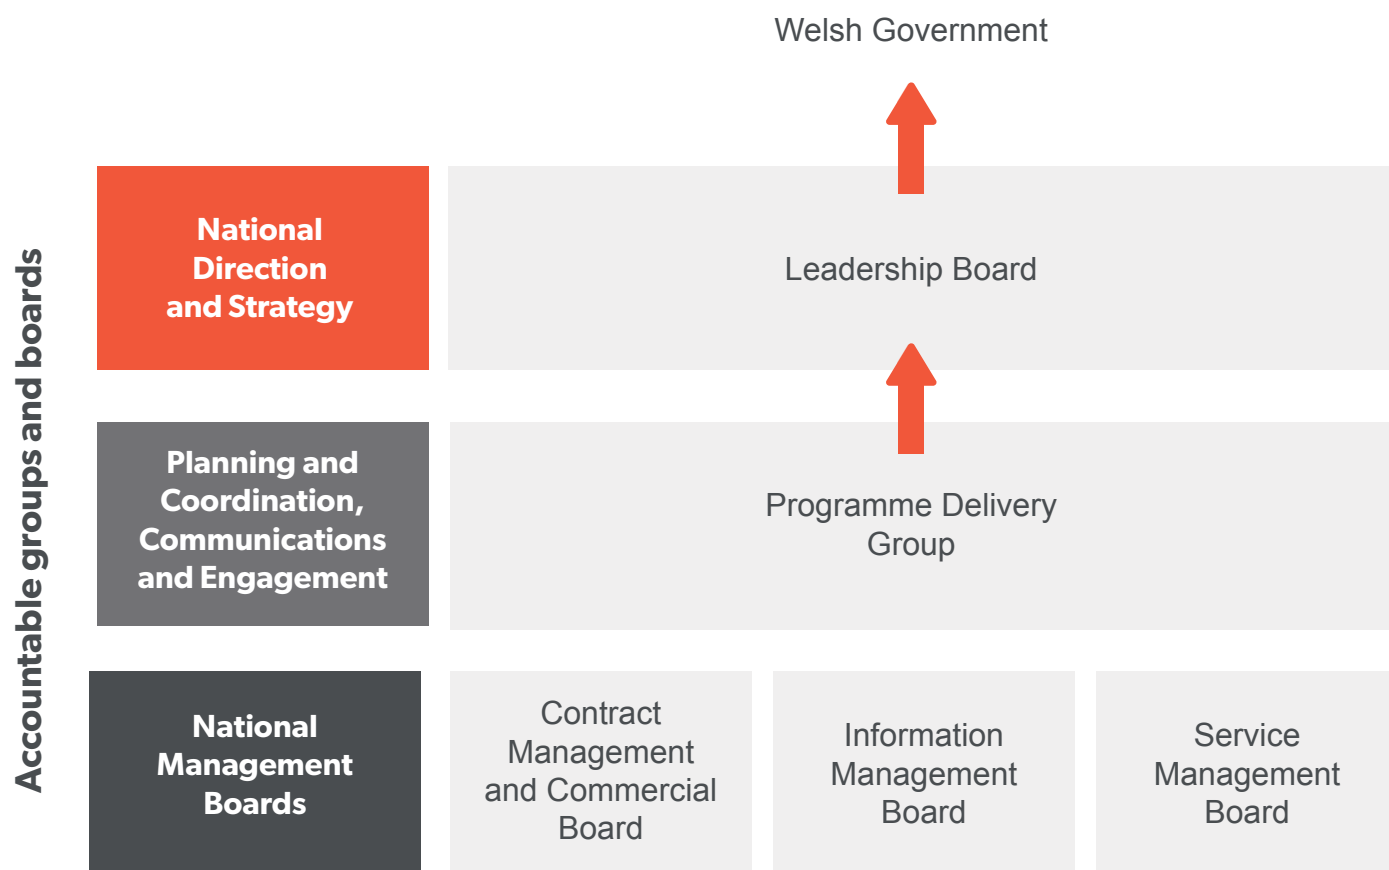 Welsh Government
Accountable groups and boards
National
Direction
and Strategy
Leadership Board
Planning and
Coordination,
Communications
and Engagement
Programme Delivery
Group
National
Management
Boards
Contract
Management
and Commercial
Board
Information
Management
Board
Service
Management
Board